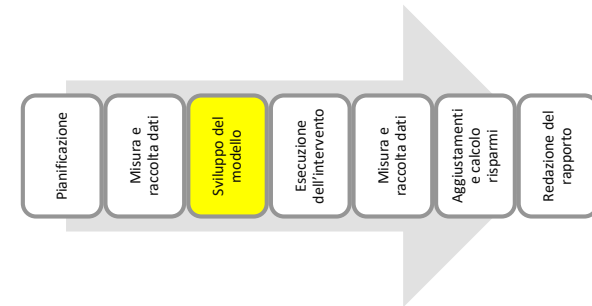 Pianificazione
Misura e
raccolta dati
Sviluppo del
modello
Esecuzione
dell'intervento
Misura e
raccolta dati
Aggiustamenti
e calcolo
risparmi
Redazione del
rapporto